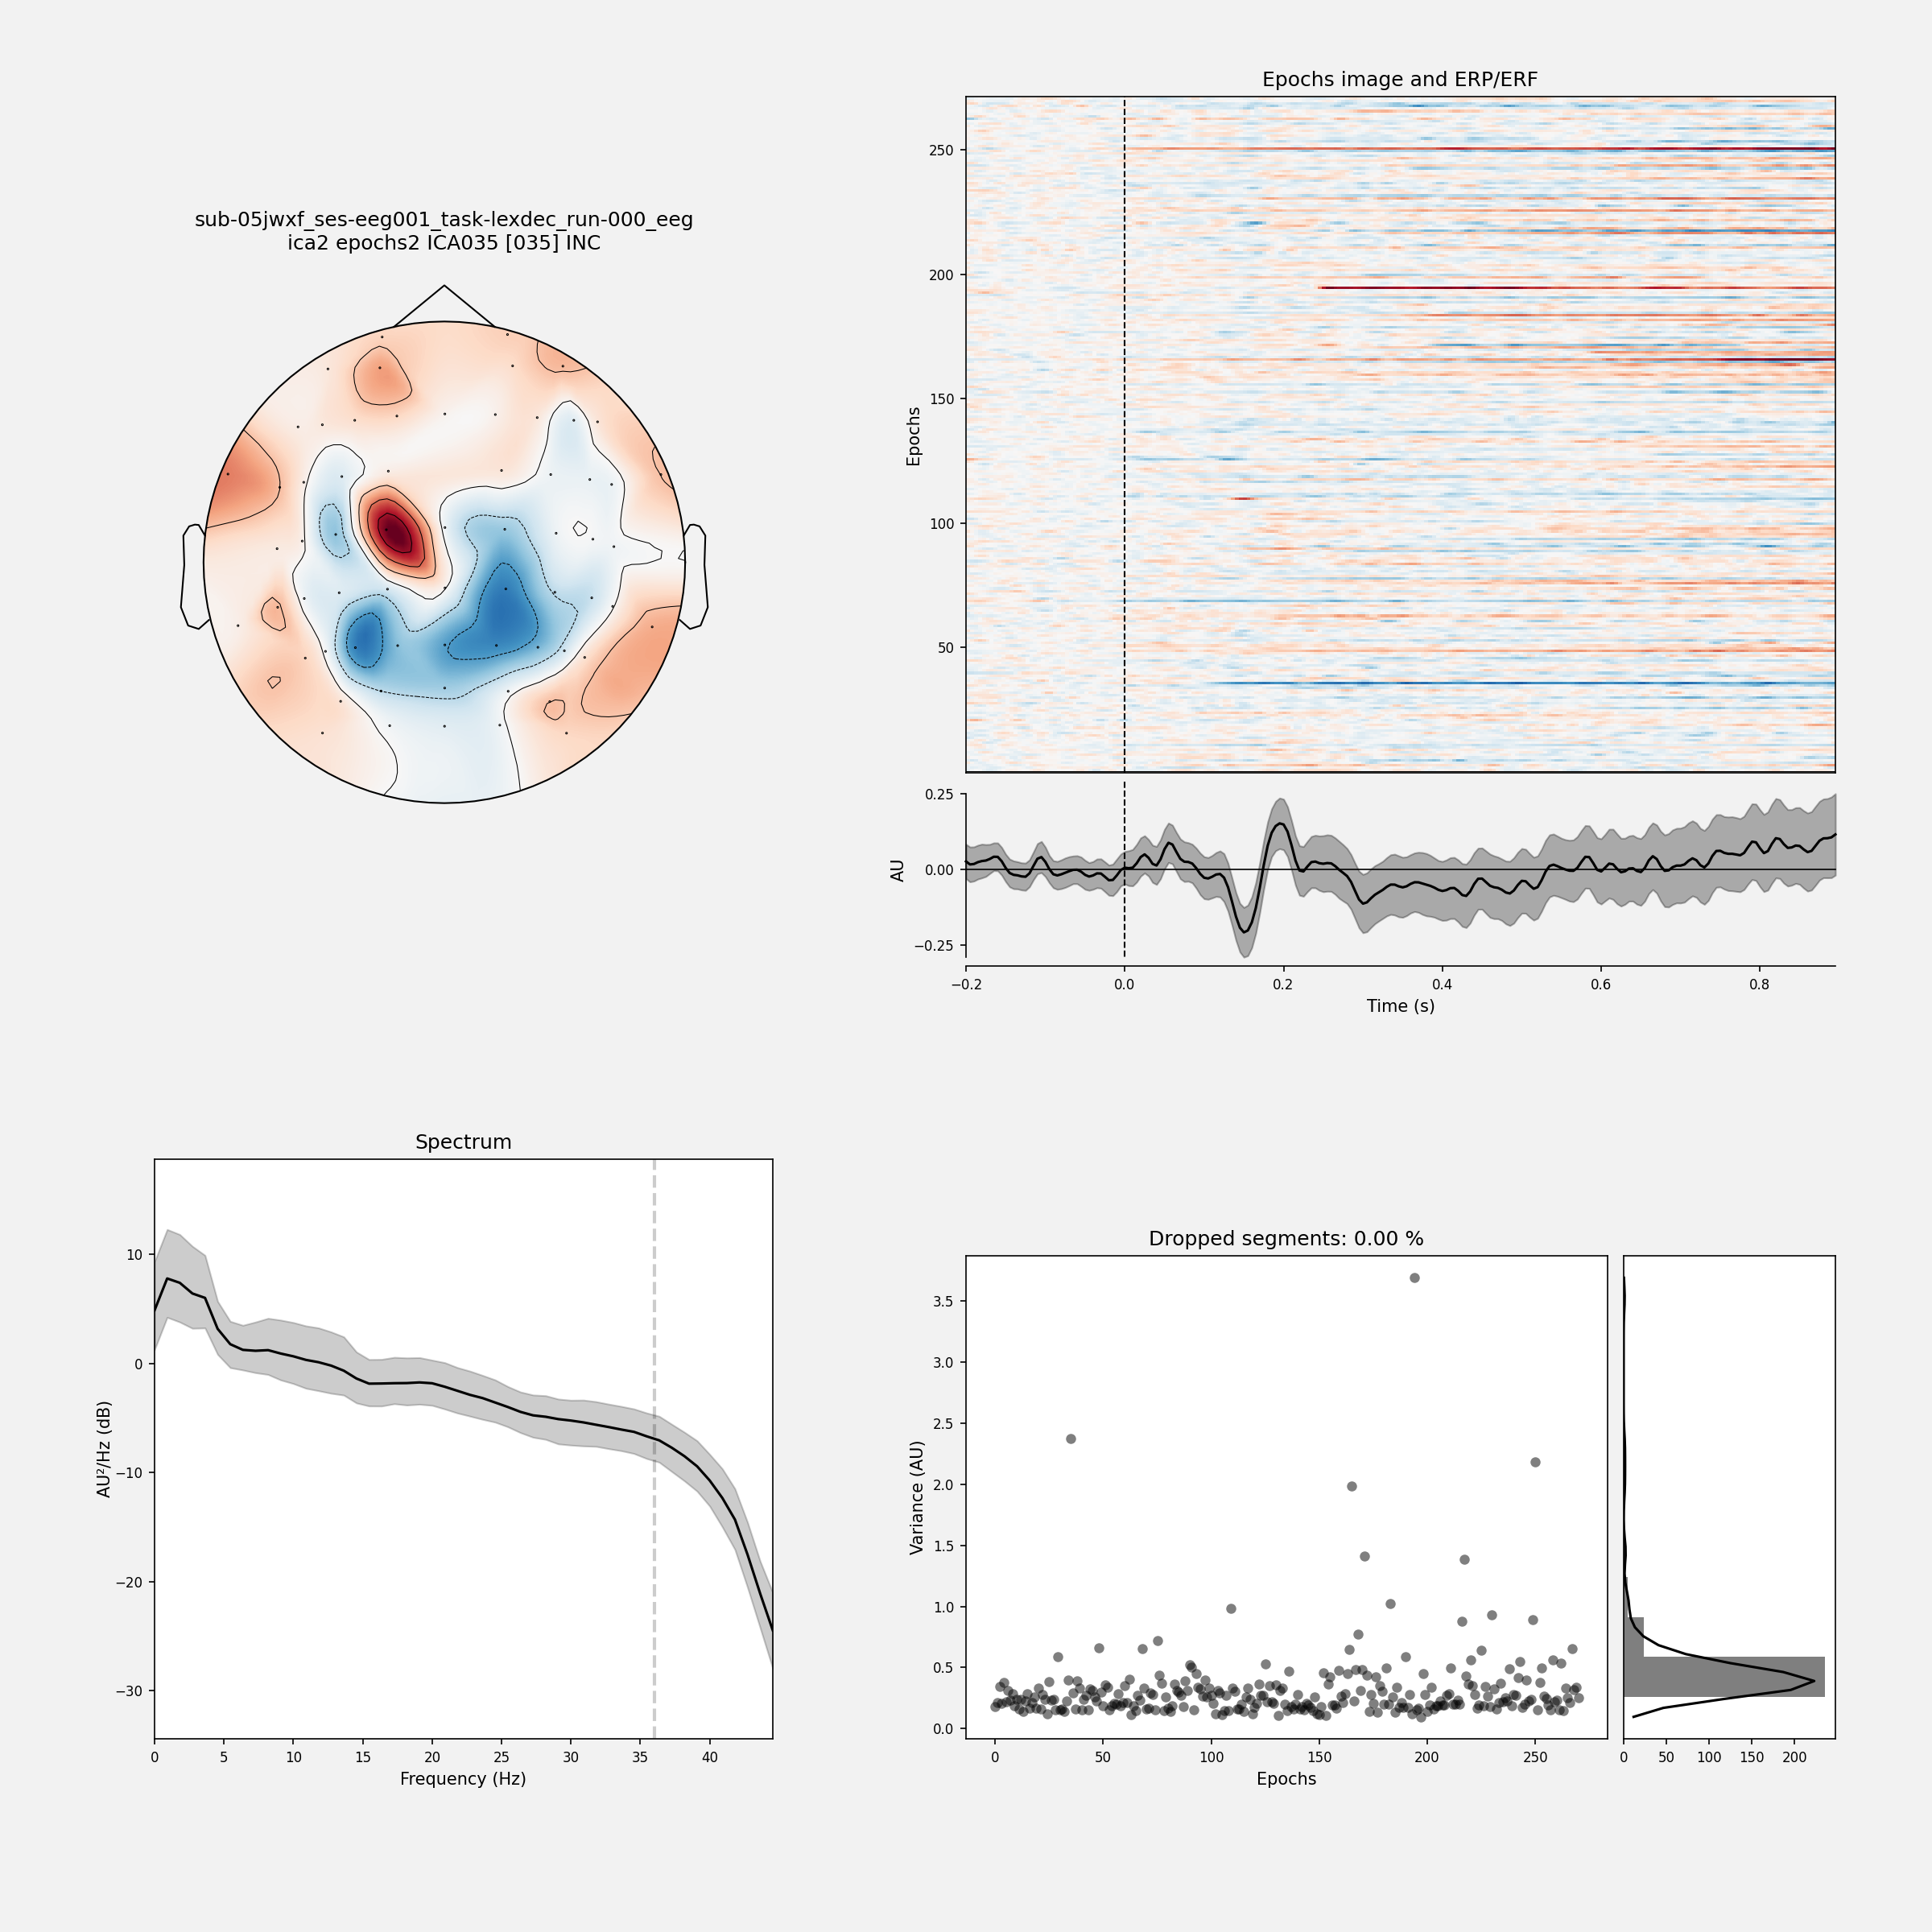 sub-05jwxf_ses-eeg001_task-lexdec_run-000_eeg
ica2 epochs2 ICA035 [035] INC
Epochs image and ERP/ERF
250
200
150
100
50
Epochs
0.25
0.00
−0.25
AU
−0.2 0.0 0.2 0.4 0.6 0.8
Time (s)
Spectrum
10
0
−10
−20
−30
AU²/Hz (dB)
0 5 10 15 20 25 30 35 40
Frequency (Hz)
Dropped segments: 0.00 %
3.5
3.0
2.5
2.0
1.5
1.0
0.5
0.0
Variance (AU)
0 50 100 150 200 250
Epochs
0 50 100 150 200